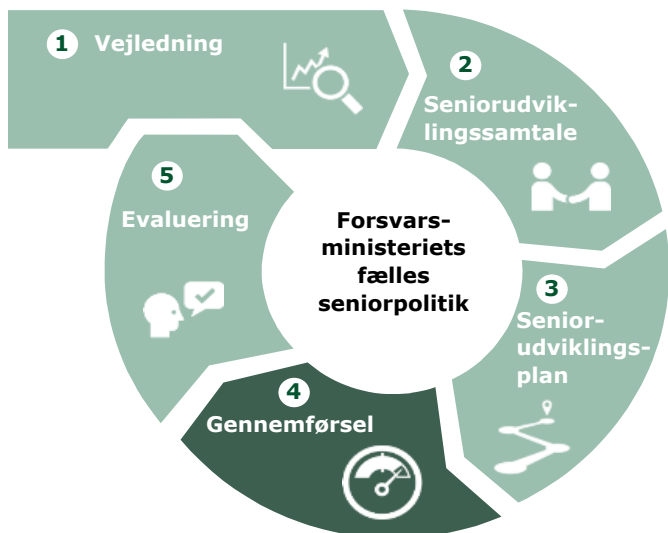 1 Vejledning
2
Seniorudvik-
lingssamtale
3
Senior-
udviklings-
plan
4
Gennemførsel
5
Evaluering
Forsvars-
ministeriets
fælles
seniorpolitik